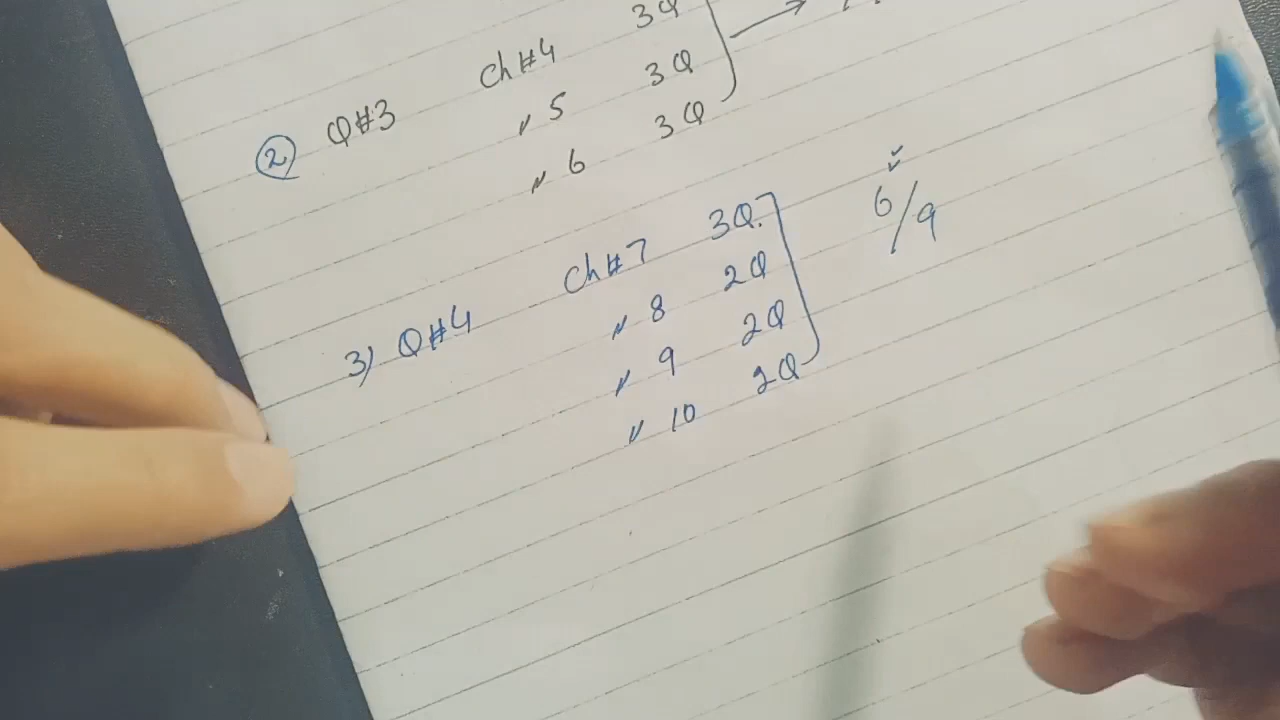 3Q
② Q#3 Ch#4 3Q
〃 5 3Q
〃 6
3) Q#4 Ch#7 3Q. 6/9
〃 8 2Q
〃 9 2Q
〃 10 2Q